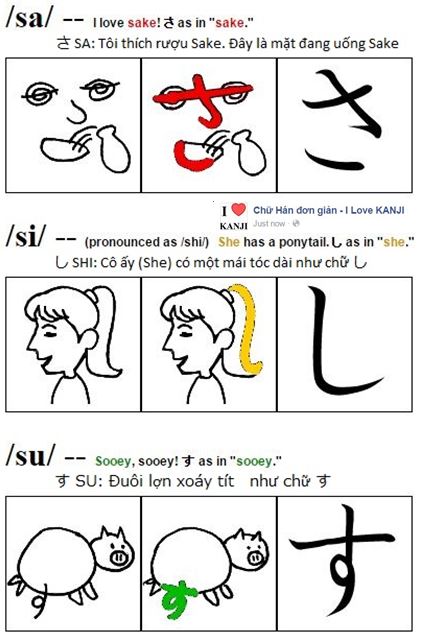 /sa/ -- I love sake! さ as in "sake."
さ SA: Tôi thích rượu Sake. Đây là mặt đang uống Sake
さ
さ
I ❤ KANJI Chữ Hán đơn giản - I Love KANJI
Just now ·
/si/ -- (pronounced as /shi/) She has a ponytail. し as in "she."
し SHI: Cô ấy (She) có một mái tóc dài như chữ し
し
/su/ -- Sooey, sooey! す as in "sooey."
す SU: Đuôi lợn xoáy tít như chữ す
す
す